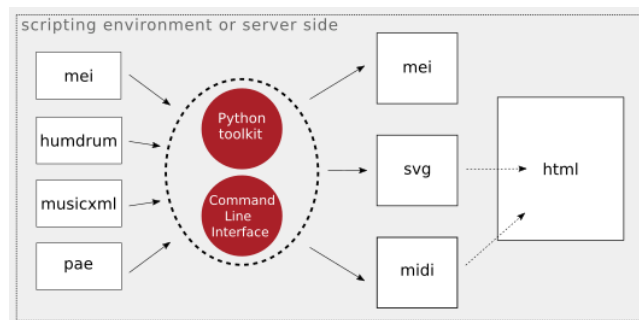 scripting environment or server side
mei
humdrum
musicxml
pae
Python
toolkit
Command
Line
Interface
mei
svg
midi
html